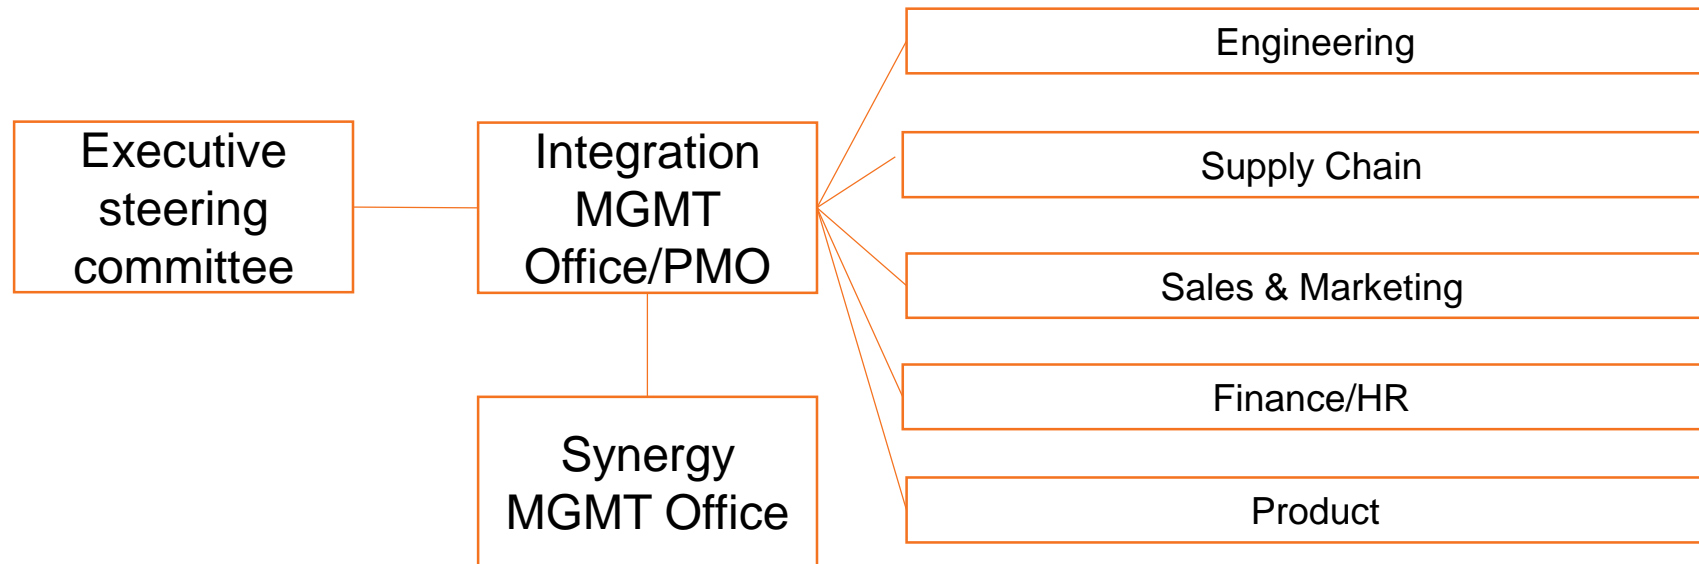 Executive
steering
committee
Integration
MGMT
Office/PMO
Synergy
MGMT Office
Engineering
Supply Chain
Sales & Marketing
Finance/HR
Product